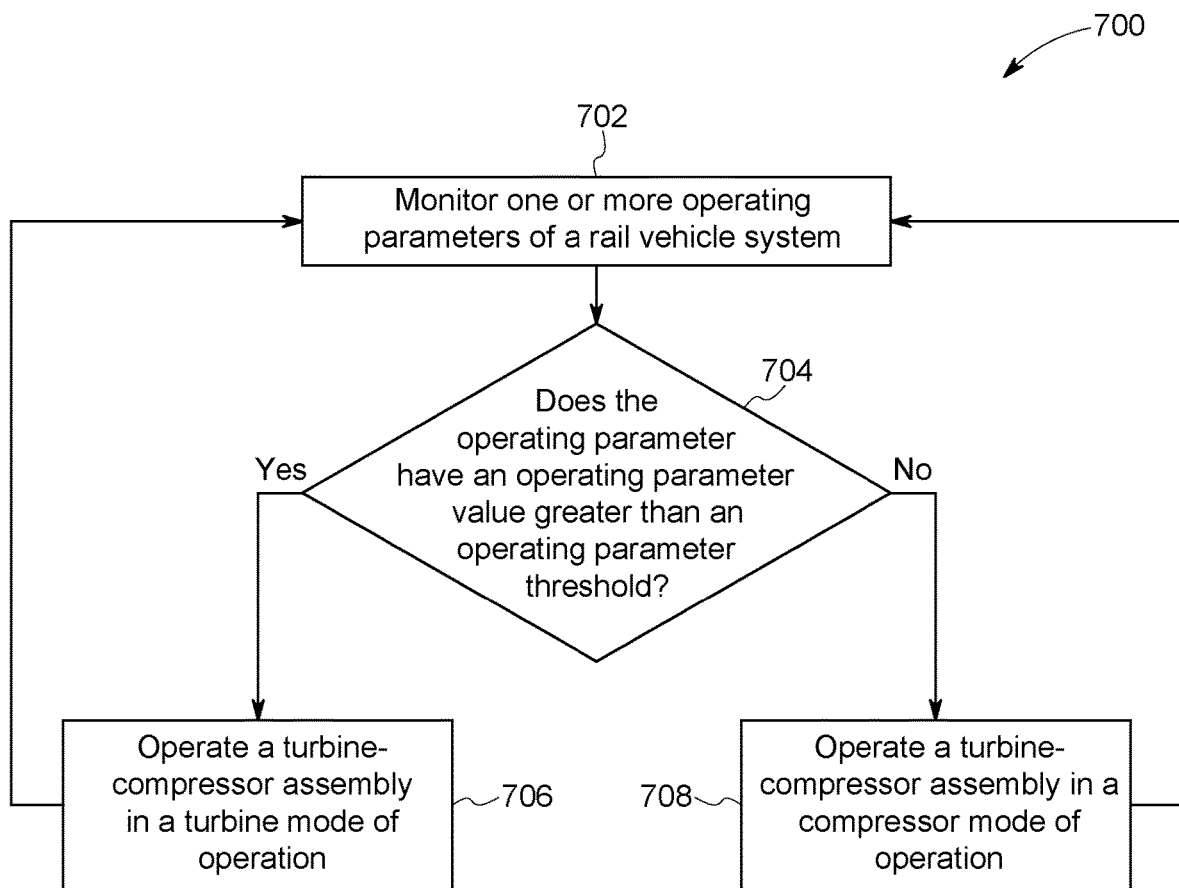 700
702
Monitor one or more operating
parameters of a rail vehicle system
704
Does the
operating parameter
have an operating parameter
value greater than an
operating parameter
threshold?
Yes
No
Operate a turbine-
compressor assembly
in a turbine mode of
operation
706
708
Operate a turbine-
compressor assembly in a
compressor mode of
operation